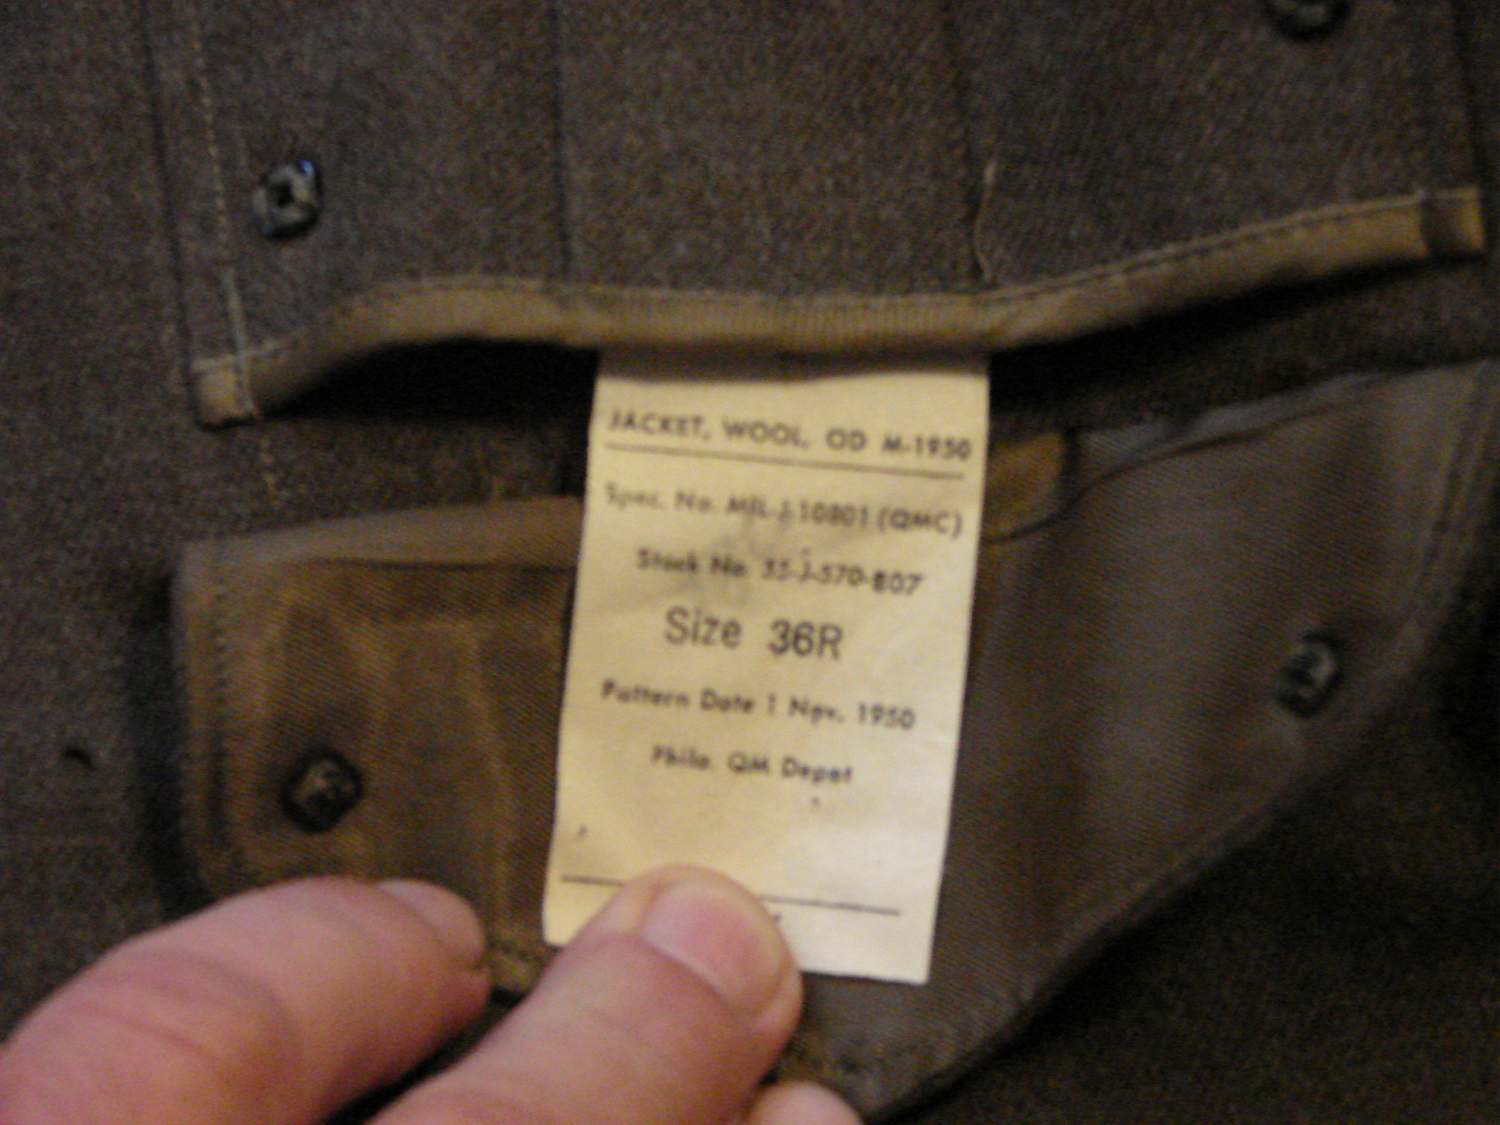 JACKET, WOOL, OD M-1950
Spec. No. MIL-J-10801 (QMC)
Stock No. 55-J-570-807
Size 36R
Pattern Date 1 Nov. 1950
Phila. QM Depot